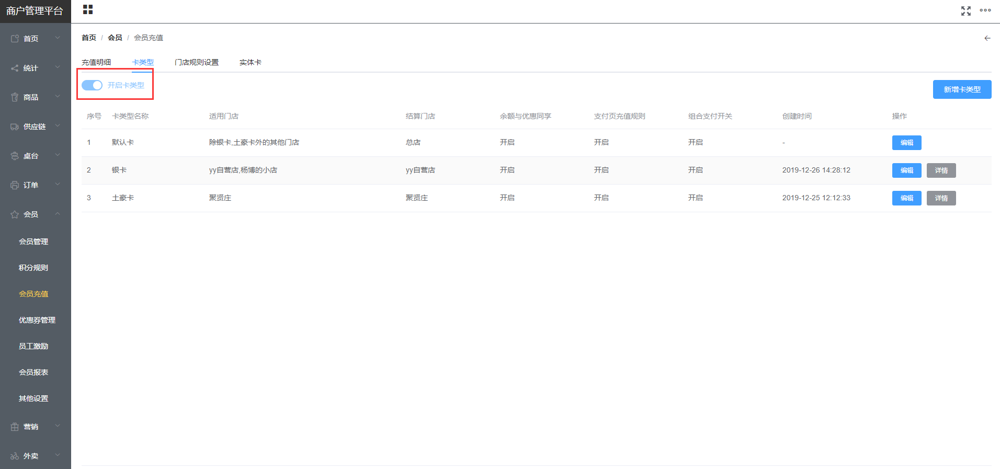 商户管理平台
首页
统计
商品
供应链
桌台
订单
会员
会员管理
积分规则
会员充值
优惠券管理
员工激励
会员报表
其他设置
营销
外卖
首页 / 会员 / 会员充值
充值明细 卡类型 门店规则设置 实体卡
开启卡类型
新增卡类型
序号 卡类型名称 适用门店 结算门店 余额与优惠同享 支付页充值规则 组合支付开关 创建时间 操作
1 默认卡 除银卡,土豪卡外的其他门店 总店 开启 开启 开启 - 编辑
2 银卡 yy自营店,杨博的小店 yy自营店 开启 开启 开启 2019-12-26 14:28:12 编辑 详情
3 土豪卡 聚贤庄 聚贤庄 开启 开启 开启 2019-12-25 12:12:33 编辑 详情